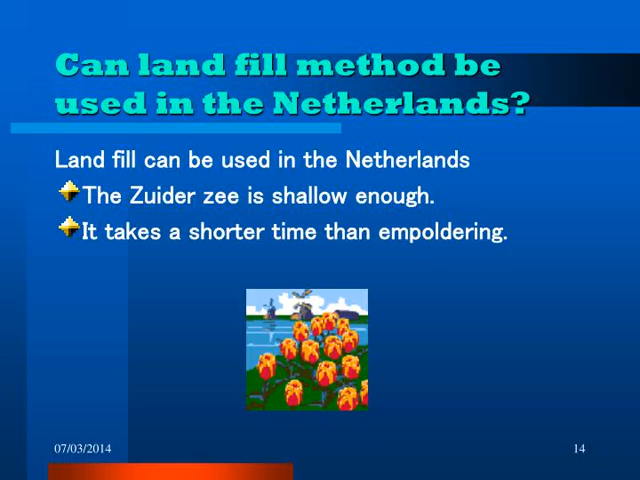 Can land fill method be
used in the Netherlands?
Land fill can be used in the Netherlands
The Zuider zee is shallow enough.
It takes a shorter time than empoldering.
07/03/2014
14